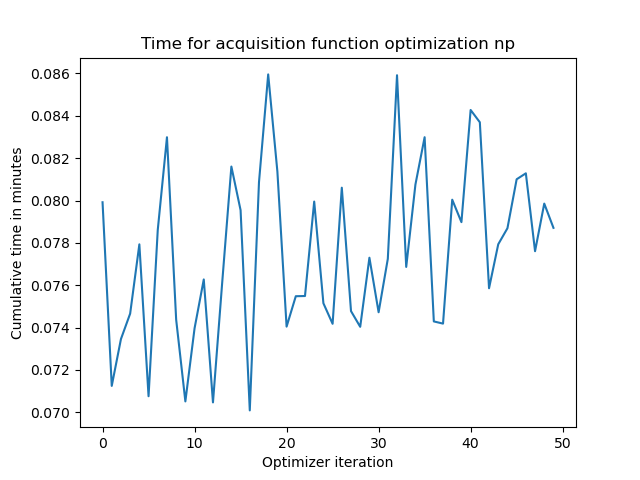 Time for acquisition function optimization np
Cumulative time in minutes
0.086
0.084
0.082
0.080
0.078
0.076
0.074
0.072
0.070
0 10 20 30 40 50
Optimizer iteration